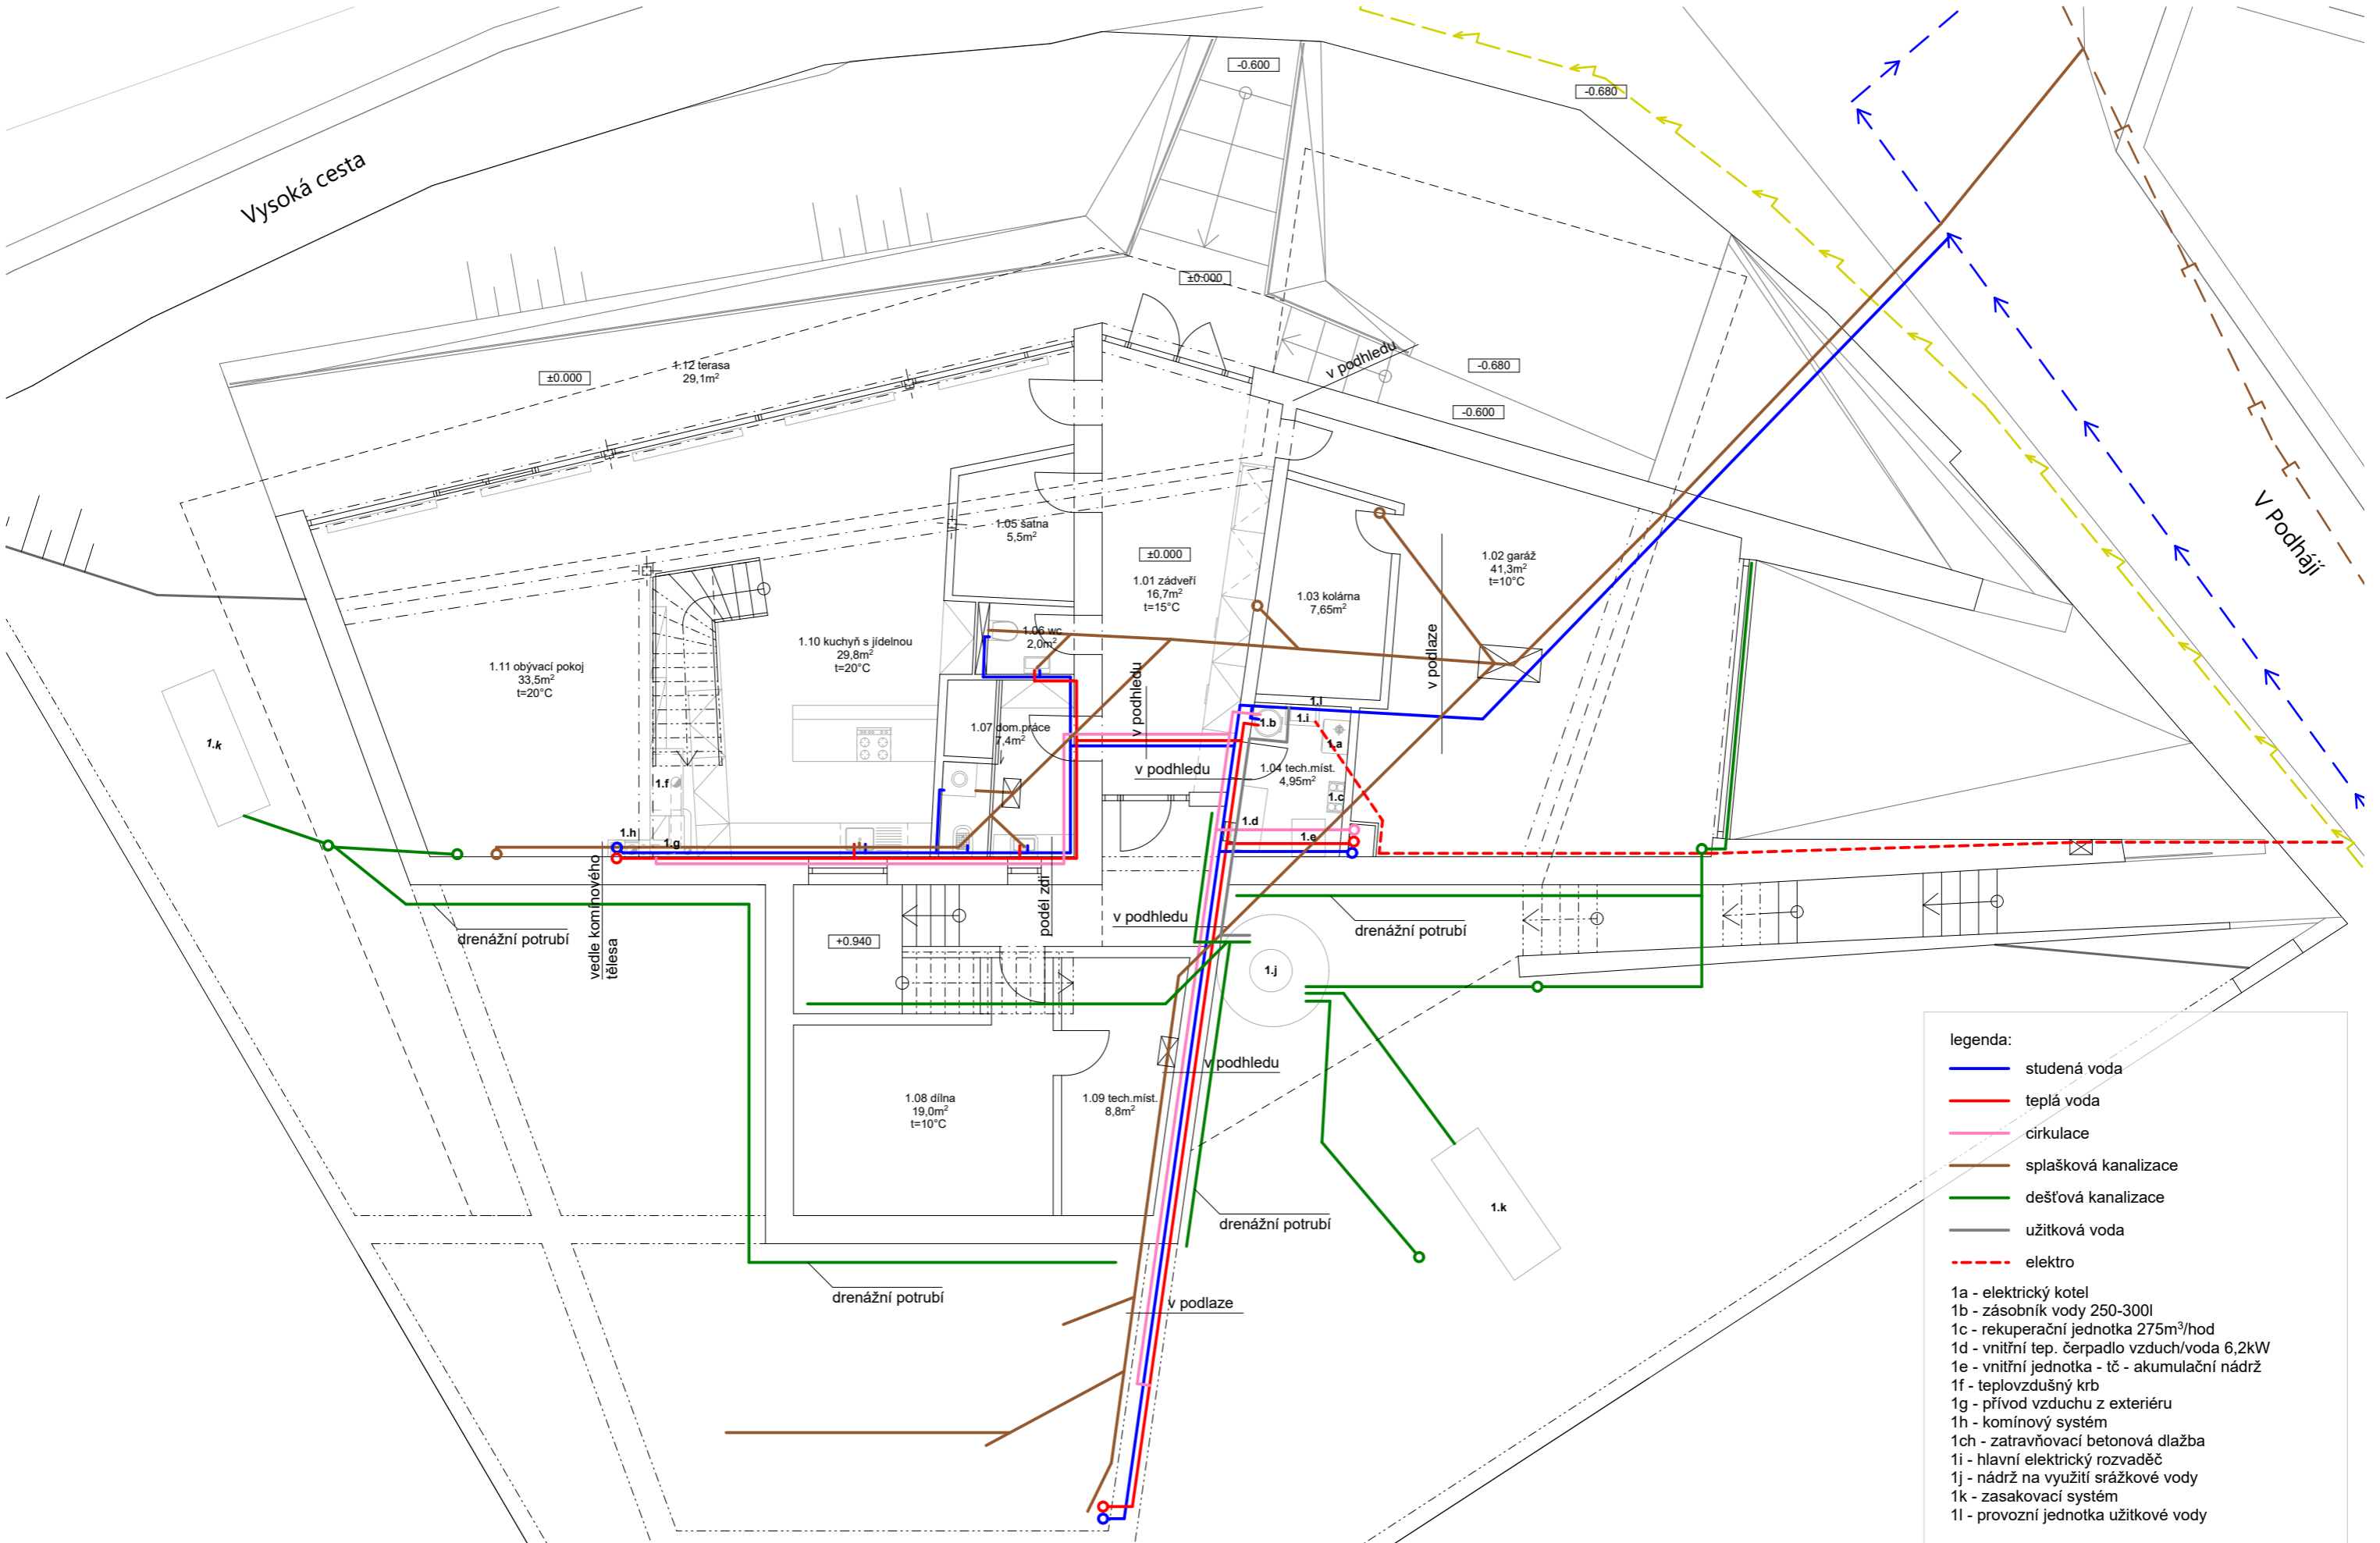 Vysoká cesta
-0.600
-0.680
±0.000
v podhledu
-0.680
-0.600
V Podhájí
1.12 terasa
29,1m²
±0.000
1.05 šatna
5,5m²
±0.000
1.01 zádveří
16,7m²
t=15°C
1.02 garáž
41,3m²
t=10°C
1.03 kolárna
7,65m²
1.06 wc
2,0m²
1.10 kuchyň s jídelnou
29,8m²
t=20°C
1.11 obývací pokoj
33,5m²
t=20°C
v podhledu
v podlaze
1.07 dom.práce
7,4m²
1.l
1.i
1.b
1.a
1.k
v podhledu
1.04 tech.míst.
4,95m²
1.f
1.c
1.d
1.e
1.h
1.g
vedle komínového
tělesa
podél zdi
drenážní potrubí
+0.940
v podhledu
drenážní potrubí
1.j
v podhledu
1.08 dílna
19,0m²
t=10°C
1.09 tech.míst.
8,8m²
1.k
drenážní potrubí
drenážní potrubí
v podlaze
legenda:
studená voda
teplá voda
cirkulace
splašková kanalizace
dešťová kanalizace
užitková voda
elektro
1a - elektrický kotel
1b - zásobník vody 250-300l
1c - rekuperační jednotka 275m³/hod
1d - vnitřní tep. čerpadlo vzduch/voda 6,2kW
1e - vnitřní jednotka - tč - akumulační nádrž
1f - teplovzdušný krb
1g - přívod vzduchu z exteriéru
1h - komínový systém
1ch - zatravňovací betonová dlažba
1i - hlavní elektrický rozvaděč
1j - nádrž na využití srážkové vody
1k - zasakovací systém
1l - provozní jednotka užitkové vody